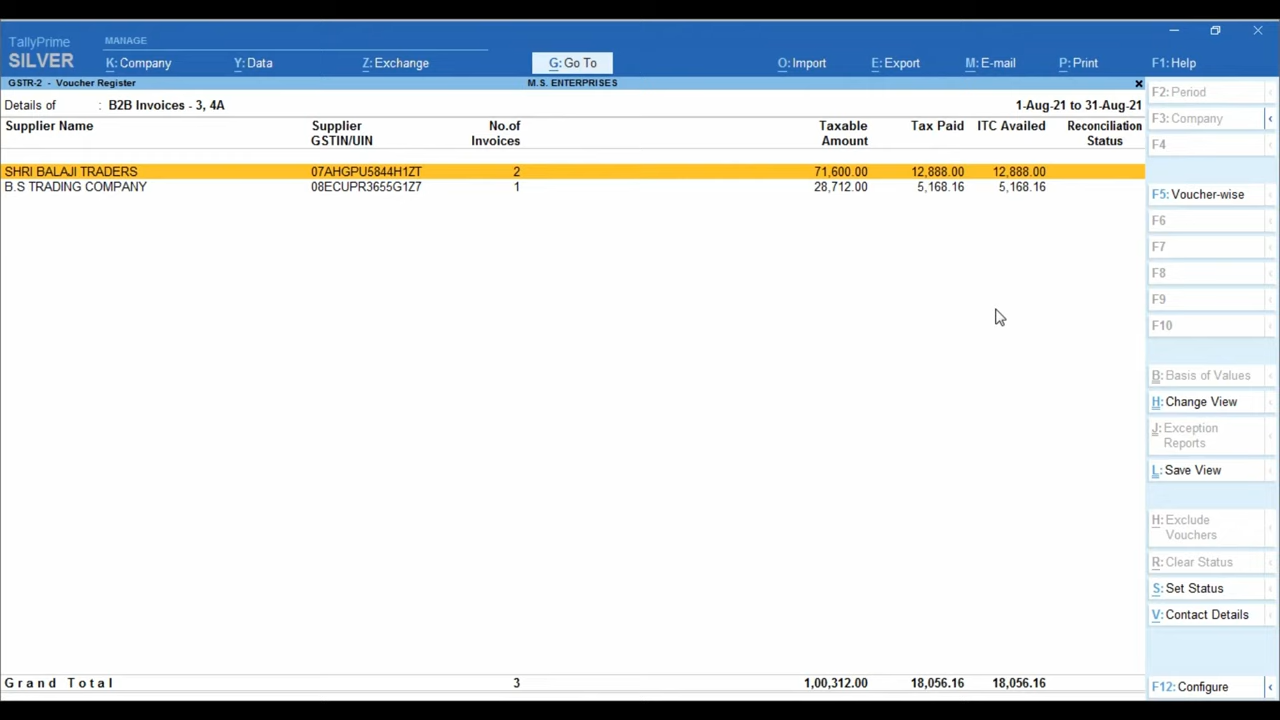 TallyPrime
SILVER
MANAGE
K: Company
Y: Data
Z: Exchange
G: Go To
O: Import
E: Export
M: E-mail
P: Print
F1: Help
GSTR-2 - Voucher Register
M.S. ENTERPRISES
Details of : B2B Invoices - 3, 4A
1-Aug-21 to 31-Aug-21
Supplier Name
Supplier
GSTIN/UIN
No.of
Invoices
Taxable
Amount
Tax Paid
ITC Availed
Reconciliation
Status
SHRI BALAJI TRADERS 07AHGPU5844H1ZT 2 71,600.00 12,888.00 12,888.00
B.S TRADING COMPANY 08ECUPR3655G1Z7 1 28,712.00 5,168.16 5,168.16
Grand Total 3 1,00,312.00 18,056.16 18,056.16
F2: Period
F3: Company
F4
F5: Voucher-wise
F6
F7
F8
F9
F10
B: Basis of Values
H: Change View
J: Exception
Reports
L: Save View
H: Exclude
Vouchers
R: Clear Status
S: Set Status
V: Contact Details
F12: Configure